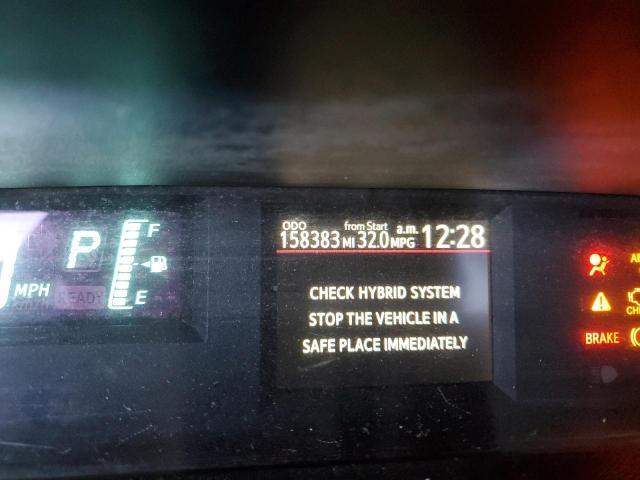 P
F
MPH
READY
E
ODO from Start a.m.
158383 MI 32.0 MPG 12:28
CHECK HYBRID SYSTEM
STOP THE VEHICLE IN A
SAFE PLACE IMMEDIATELY
BRAKE